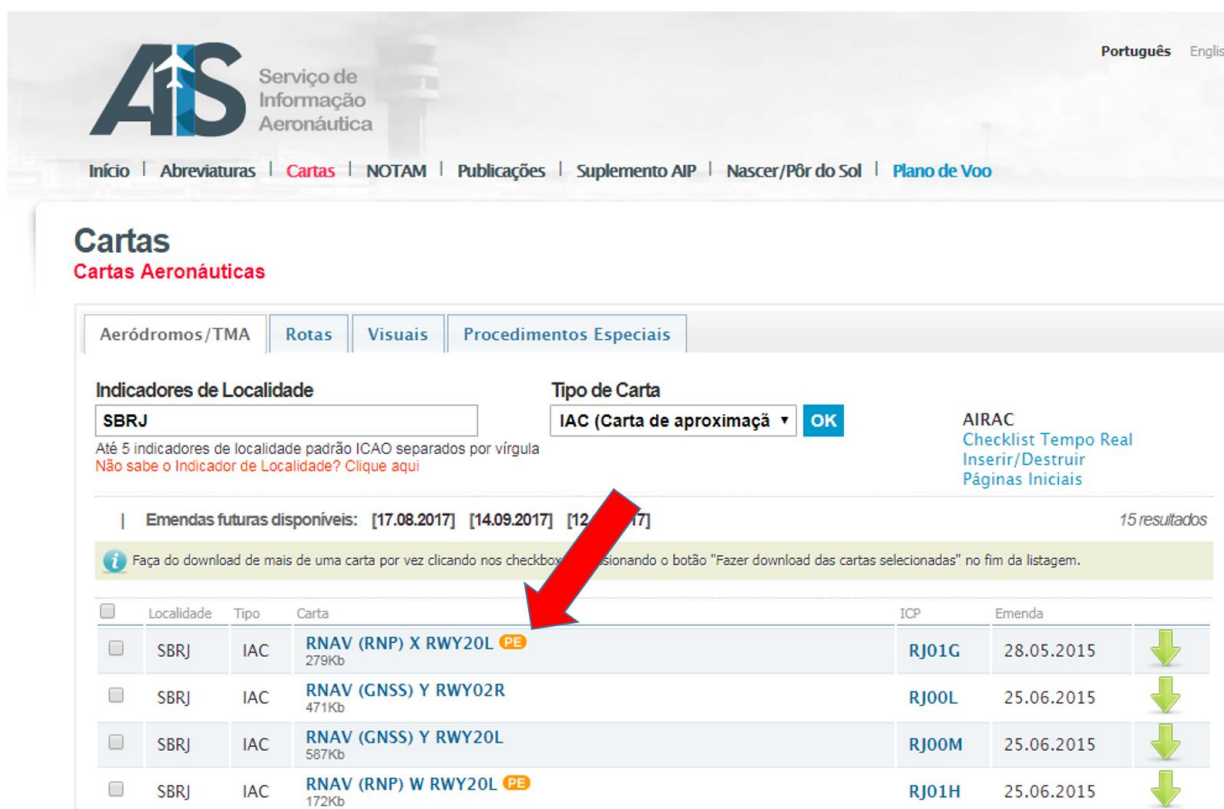 Português Englis
AIS Serviço de
Informação
Aeronáutica
Início | Abreviaturas | Cartas | NOTAM | Publicações | Suplemento AIP | Nascer/Pôr do Sol | Plano de Voo
Cartas
Cartas Aeronáuticas
Aeródromos/TMA Rotas Visuais Procedimentos Especiais
Indicadores de Localidade Tipo de Carta
SBRJ IAC (Carta de aproximaçã OK
AIRAC
Checklist Tempo Real
Inserir/Destruir
Páginas Iniciais
Até 5 indicadores de localidade padrão ICAO separados por vírgula
Não sabe o Indicador de Localidade? Clique aqui
| Emendas futuras disponíveis: [17.08.2017] [14.09.2017] [12. 17] 15 resultados
Faça do download de mais de uma carta por vez clicando nos checkbox sionando o botão "Fazer download das cartas selecionadas" no fim da listagem.
Localidade Tipo Carta ICP Emenda
SBRJ IAC RNAV (RNP) X RWY20L PE RJ01G 28.05.2015
279Kb
SBRJ IAC RNAV (GNSS) Y RWY02R RJ00L 25.06.2015
471Kb
SBRJ IAC RNAV (GNSS) Y RWY20L RJ00M 25.06.2015
587Kb
SBRJ IAC RNAV (RNP) W RWY20L PE RJ01H 25.06.2015
172Kb